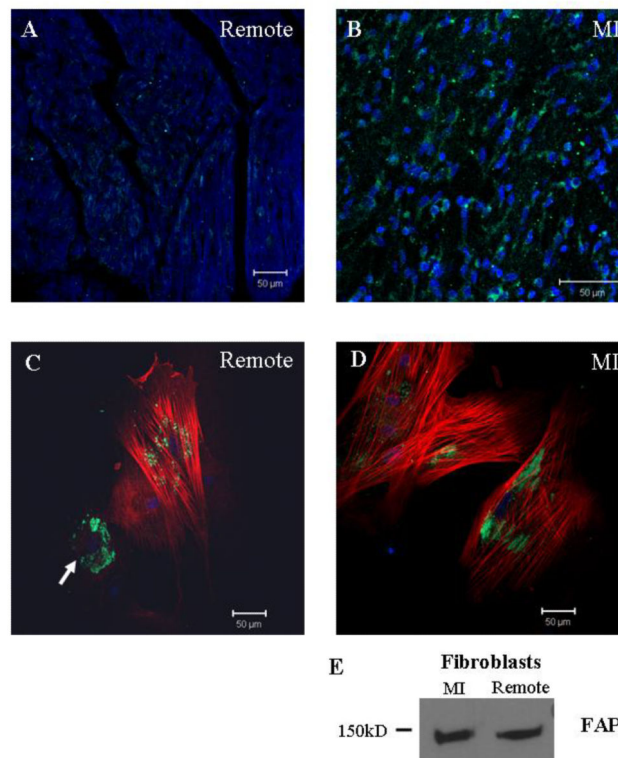 A Remote
50 µm
B MI
50 µm
C Remote
50 µm
D MI
50 µm
E Fibroblasts
MI Remote
150kD FAP